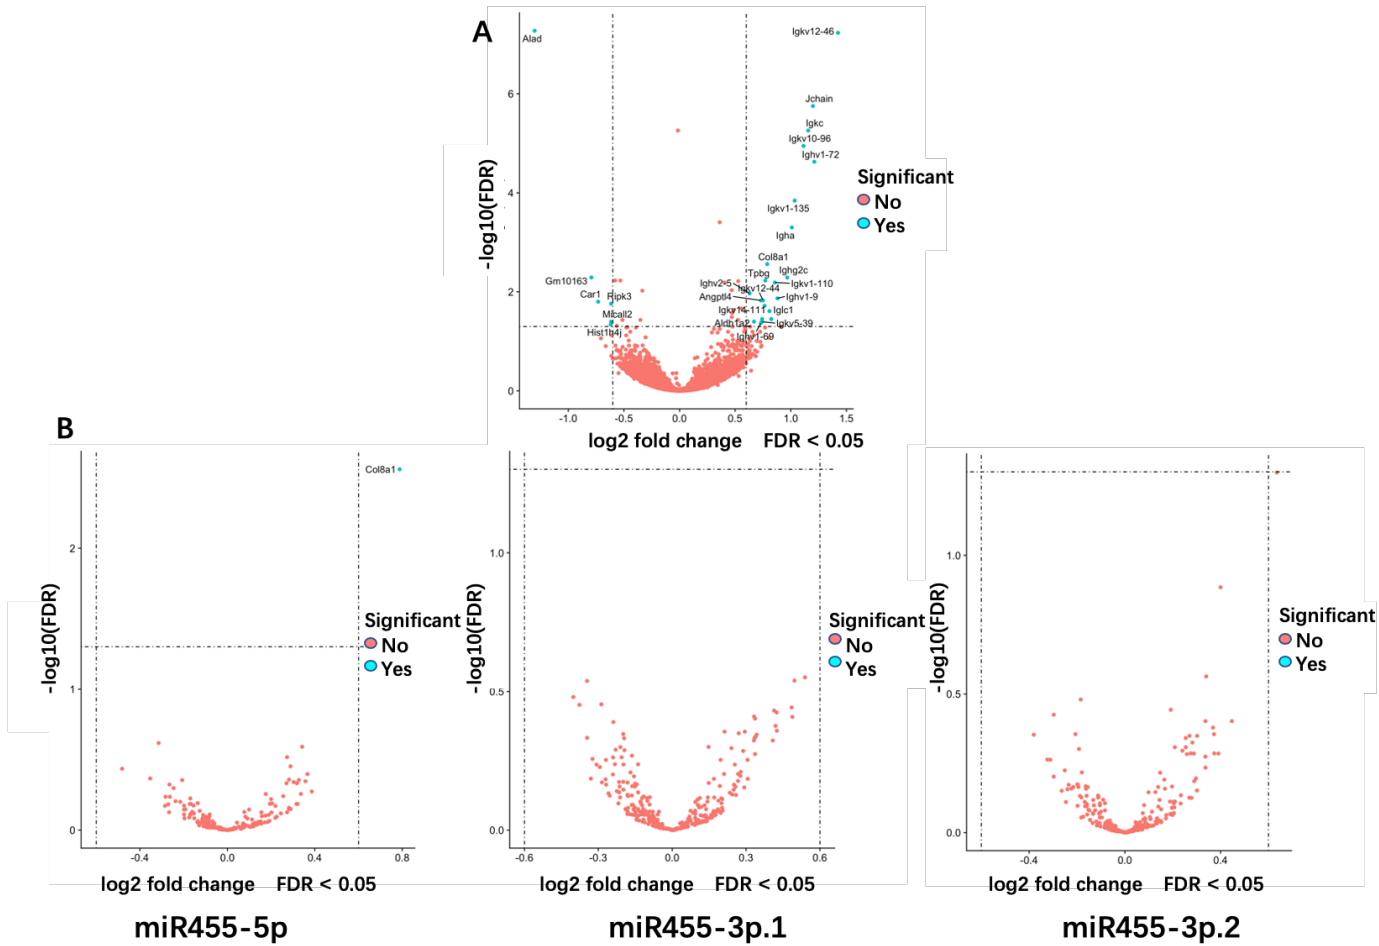 A
Alad
Igkv12-46
Jchain
Igkc
Igkv10-96
Ighv1-72
Igkv1-135
Igha
Col8a1
Tpbg
Ighg2c
Igkv1-110
Ighv2-5
Igkv12-44
Angptl4
Ighv1-9
Igkv14-111
Iglc1
Aldh1a2
Igkv5-39
Ighv1-69
Gm10163
Car1
Ripk3
Micall2
Hist1h4j
-log10(FDR)
6
4
2
0
-1.0 -0.5 0.0 0.5 1.0 1.5
log2 fold change FDR < 0.05
Significant
No
Yes
B
Col8a1
-log10(FDR)
2
1
0
-0.4 0.0 0.4 0.8
log2 fold change FDR < 0.05
Significant
No
Yes
miR455-5p
-log10(FDR)
1.0
0.5
0.0
-0.6 -0.3 0.0 0.3 0.6
log2 fold change FDR < 0.05
Significant
No
Yes
miR455-3p.1
-log10(FDR)
1.0
0.5
0.0
-0.4 0.0 0.4
log2 fold change FDR < 0.05
Significant
No
Yes
miR455-3p.2